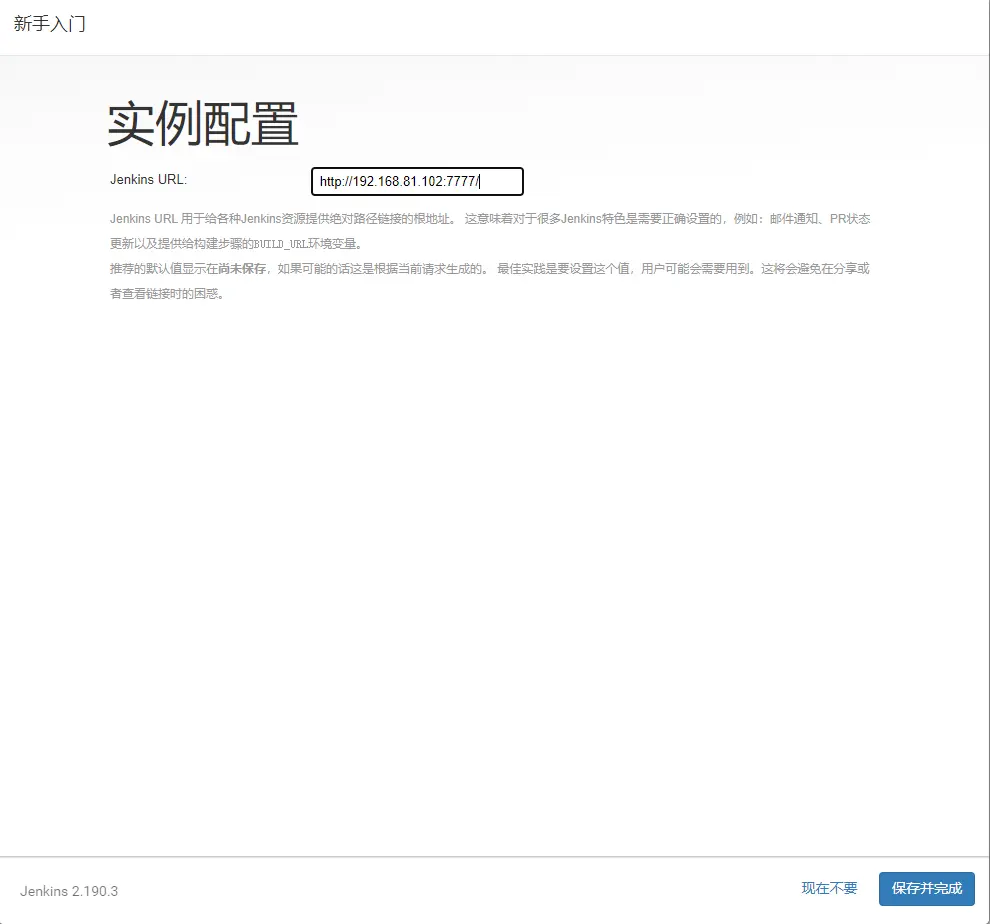 新手入门
实例配置
Jenkins URL: http://192.168.81.102:7777/
Jenkins URL 用于给各种Jenkins资源提供绝对路径链接的根地址。 这意味着对于很多Jenkins特色是需要正确设置的，例如：邮件通知、PR状态
更新以及提供给构建步骤的BUILD_URL环境变量。
推荐的默认值显示在尚未保存，如果可能的话这是根据当前请求生成的。 最佳实践是要设置这个值，用户可能会需要用到。这将会避免在分享或
者查看链接时的困惑。
Jenkins 2.190.3 现在不要 保存并完成